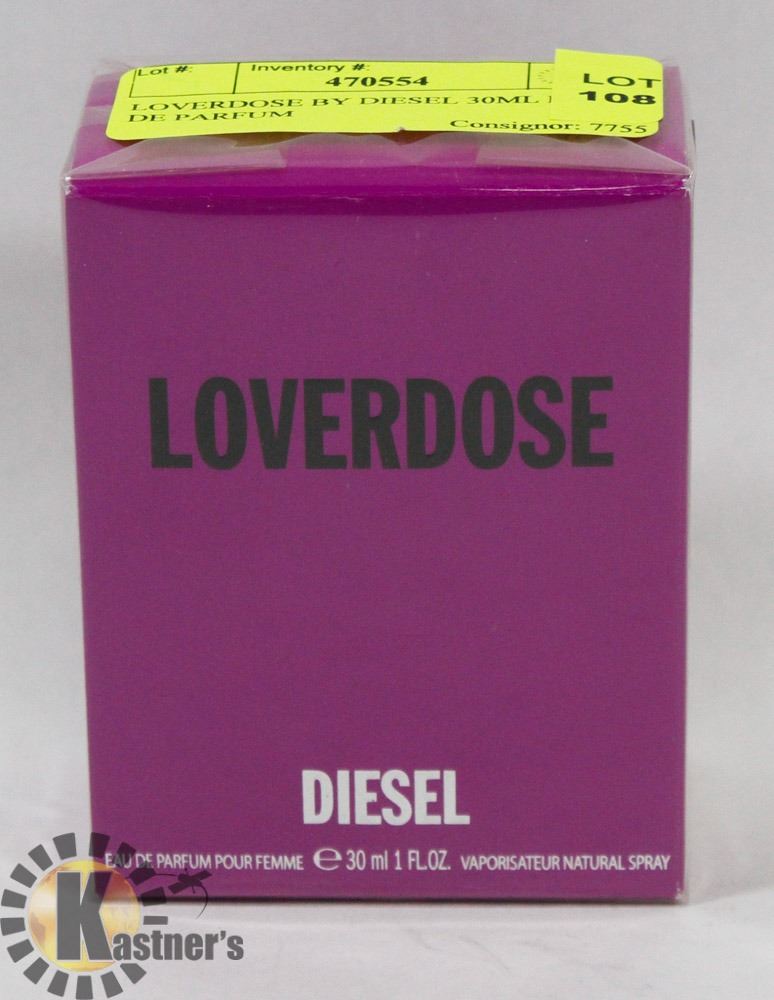 Lot #: Inventory #:
470554
LOT
108
LOVERDOSE BY DIESEL 30ML
DE PARFUM
Consignor: 7755
LOVERDOSE
DIESEL
EAU DE PARFUM POUR FEMME ℮ 30 ml 1 FL.OZ. VAPORISATEUR NATURAL SPRAY
Kastner's